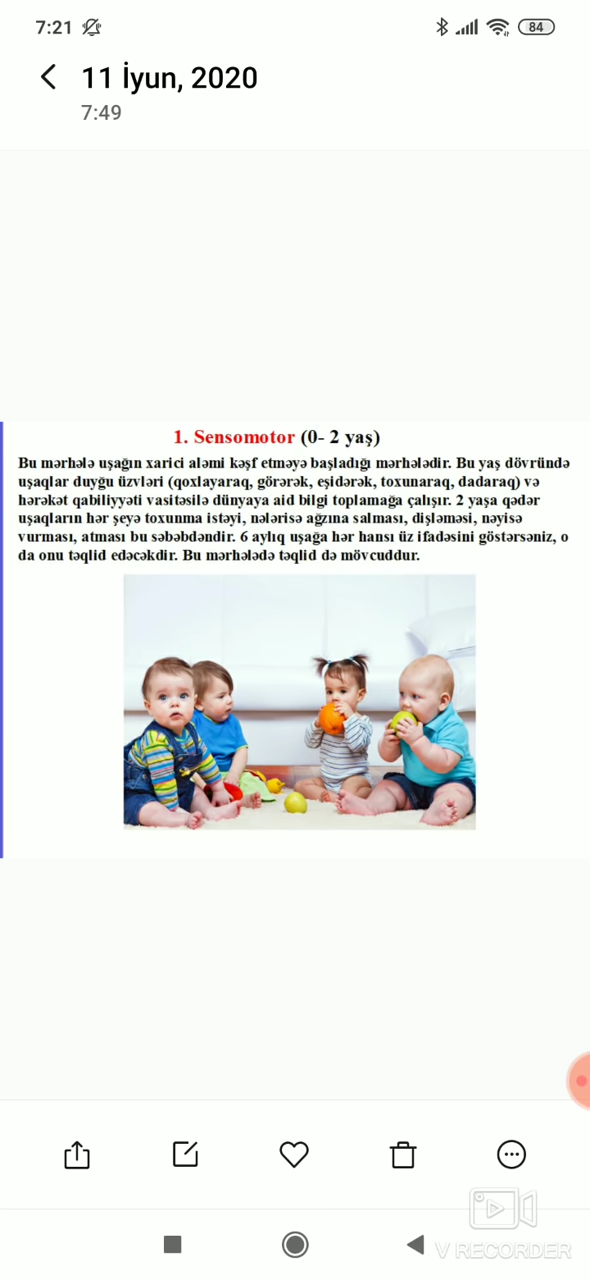 7:21
84
11 İyun, 2020
7:49
1. Sensomotor (0- 2 yaş)
Bu mərhələ uşağın xarici aləmi kəşf etməyə başladığı mərhələdir. Bu yaş dövründə
uşaqlar duyğu üzvləri (qoxlayaraq, görərək, eşidərək, toxunaraq, dadaraq) və
hərəkət qabiliyyəti vasitəsilə dünyaya aid bilgi toplamağa çalışır. 2 yaşa qədər
uşaqların hər şeyə toxunma istəyi, nələrisə ağzına salması, dişləməsi, nəyisə
vurması, atması bu səbəbdəndir. 6 aylıq uşağa hər hansı üz ifadəsini göstərsəniz, o
da onu təqlid edəcəkdir. Bu mərhələdə təqlid də mövcuddur.
V RECORDER